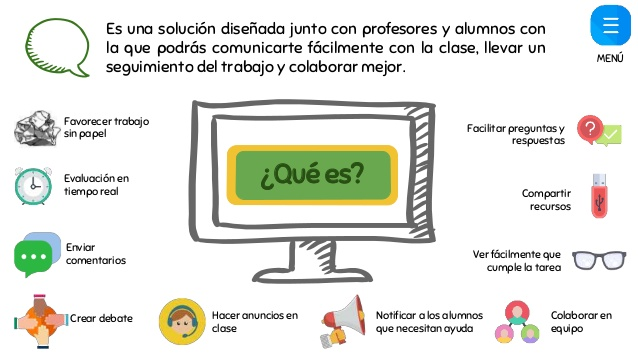 Es una solución diseñada junto con profesores y alumnos con
la que podrás comunicarte fácilmente con la clase, llevar un
seguimiento del trabajo y colaborar mejor.
MENÚ
Favorecer trabajo
sin papel
Evaluación en
tiempo real
Enviar
comentarios
Crear debate
¿Qué es?
Facilitar preguntas y
respuestas
Compartir
recursos
Ver fácilmente que
cumple la tarea
Hacer anuncios en
clase
Notificar a los alumnos
que necesitan ayuda
Colaborar en
equipo